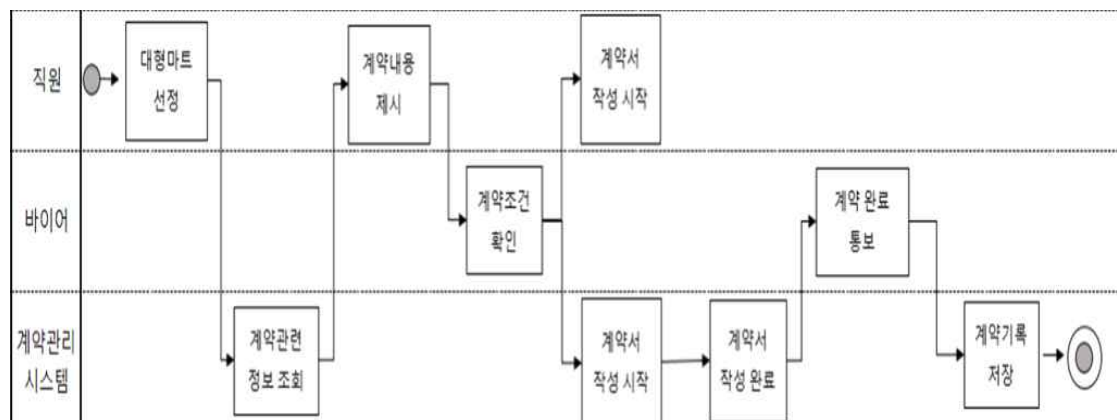 직원
대형마트
선정
계약내용
제시
계약서
작성 시작
바이어
계약조건
확인
계약 완료
통보
계약관리
시스템
계약관련
정보 조회
계약서
작성 시작
계약서
작성 완료
계약기록
저장